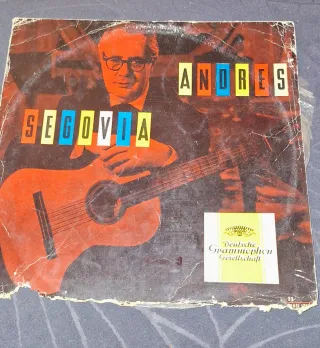 ANDRES
SEGOVIA
Deutsche
Grammophon
Gesellschaft